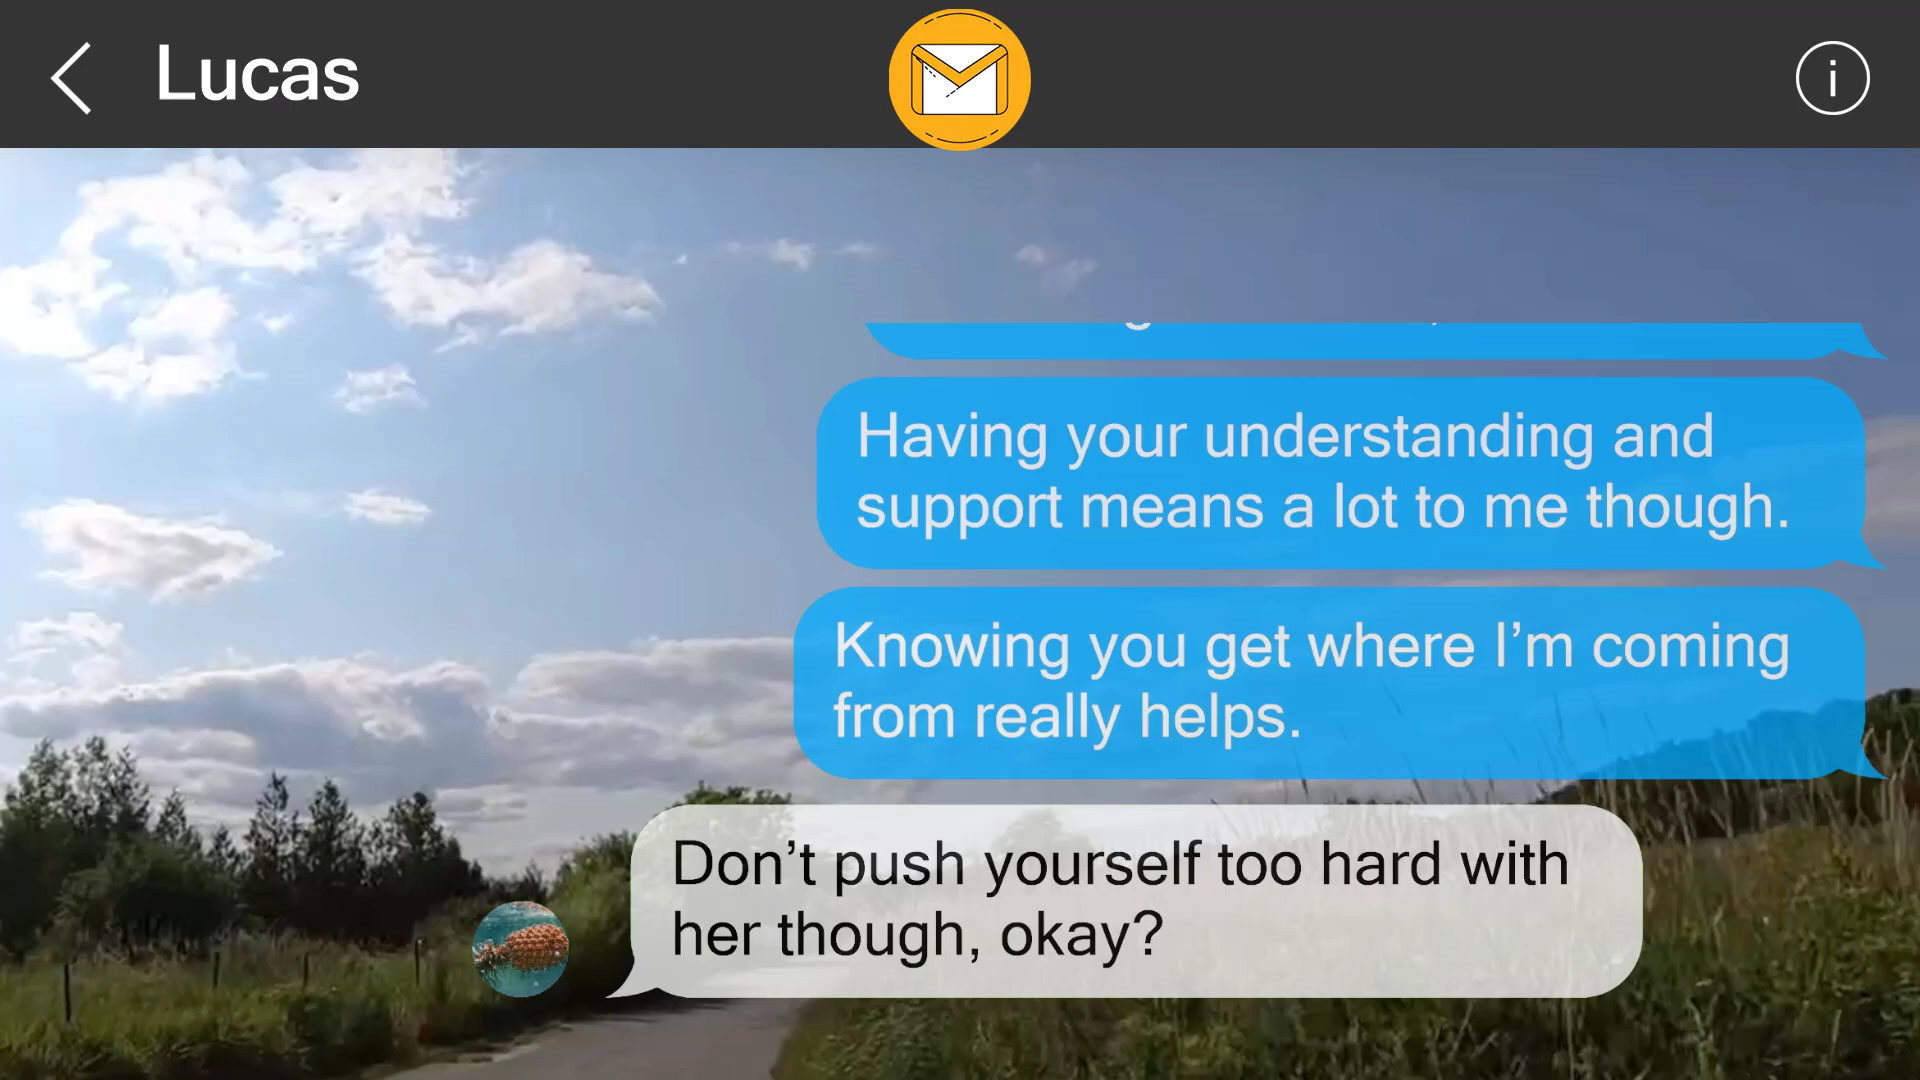 Lucas
Having your understanding and
support means a lot to me though.
Knowing you get where I’m coming
from really helps.
Don’t push yourself too hard with
her though, okay?